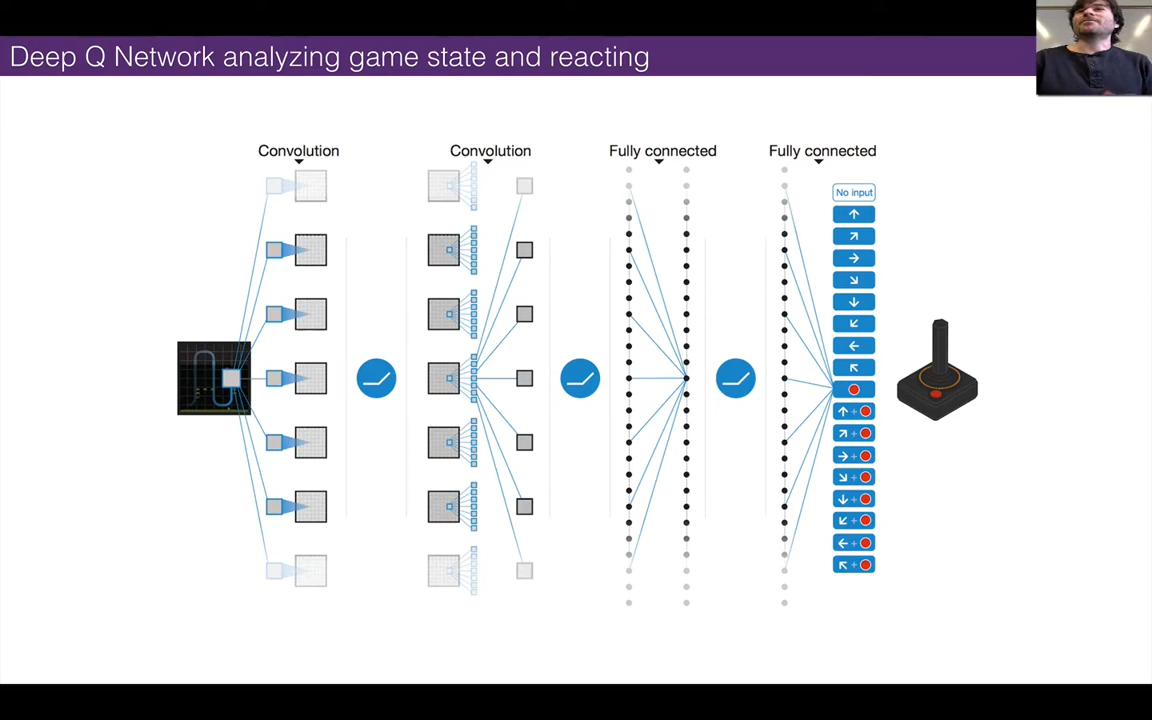 Deep Q Network analyzing game state and reacting
Convolution
Convolution
Fully connected
Fully connected
No input